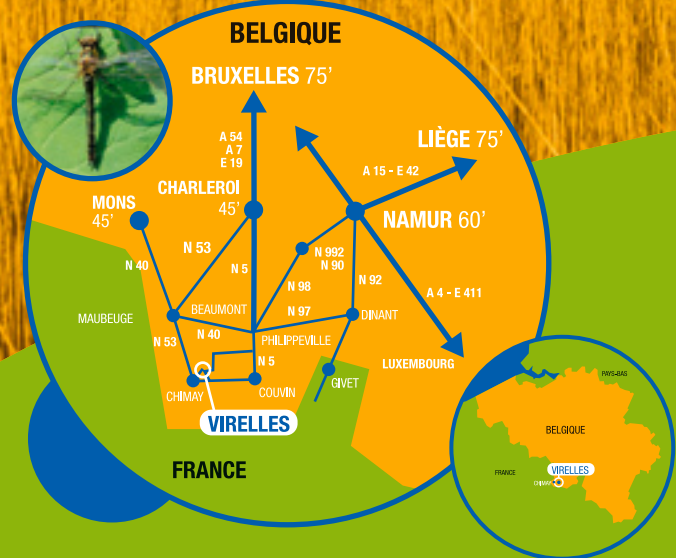 BELGIQUE
BRUXELLES 75'
A 54
A 7
E 19
LIÈGE 75'
A 15 - E 42
CHARLEROI
45'
MONS
45'
NAMUR 60'
N 53
N 992
N 90
N 40
N 5
N 92
N 98
A 4 - E 411
BEAUMONT
N 97
MAUBEUGE
DINANT
N 40
PHILIPPEVILLE
N 53
N 5
LUXEMBOURG
CHIMAY
COUVIN
GIVET
VIRELLES
FRANCE
PAYS-BAS
BELGIQUE
FRANCE
VIRELLES
CHIMAY